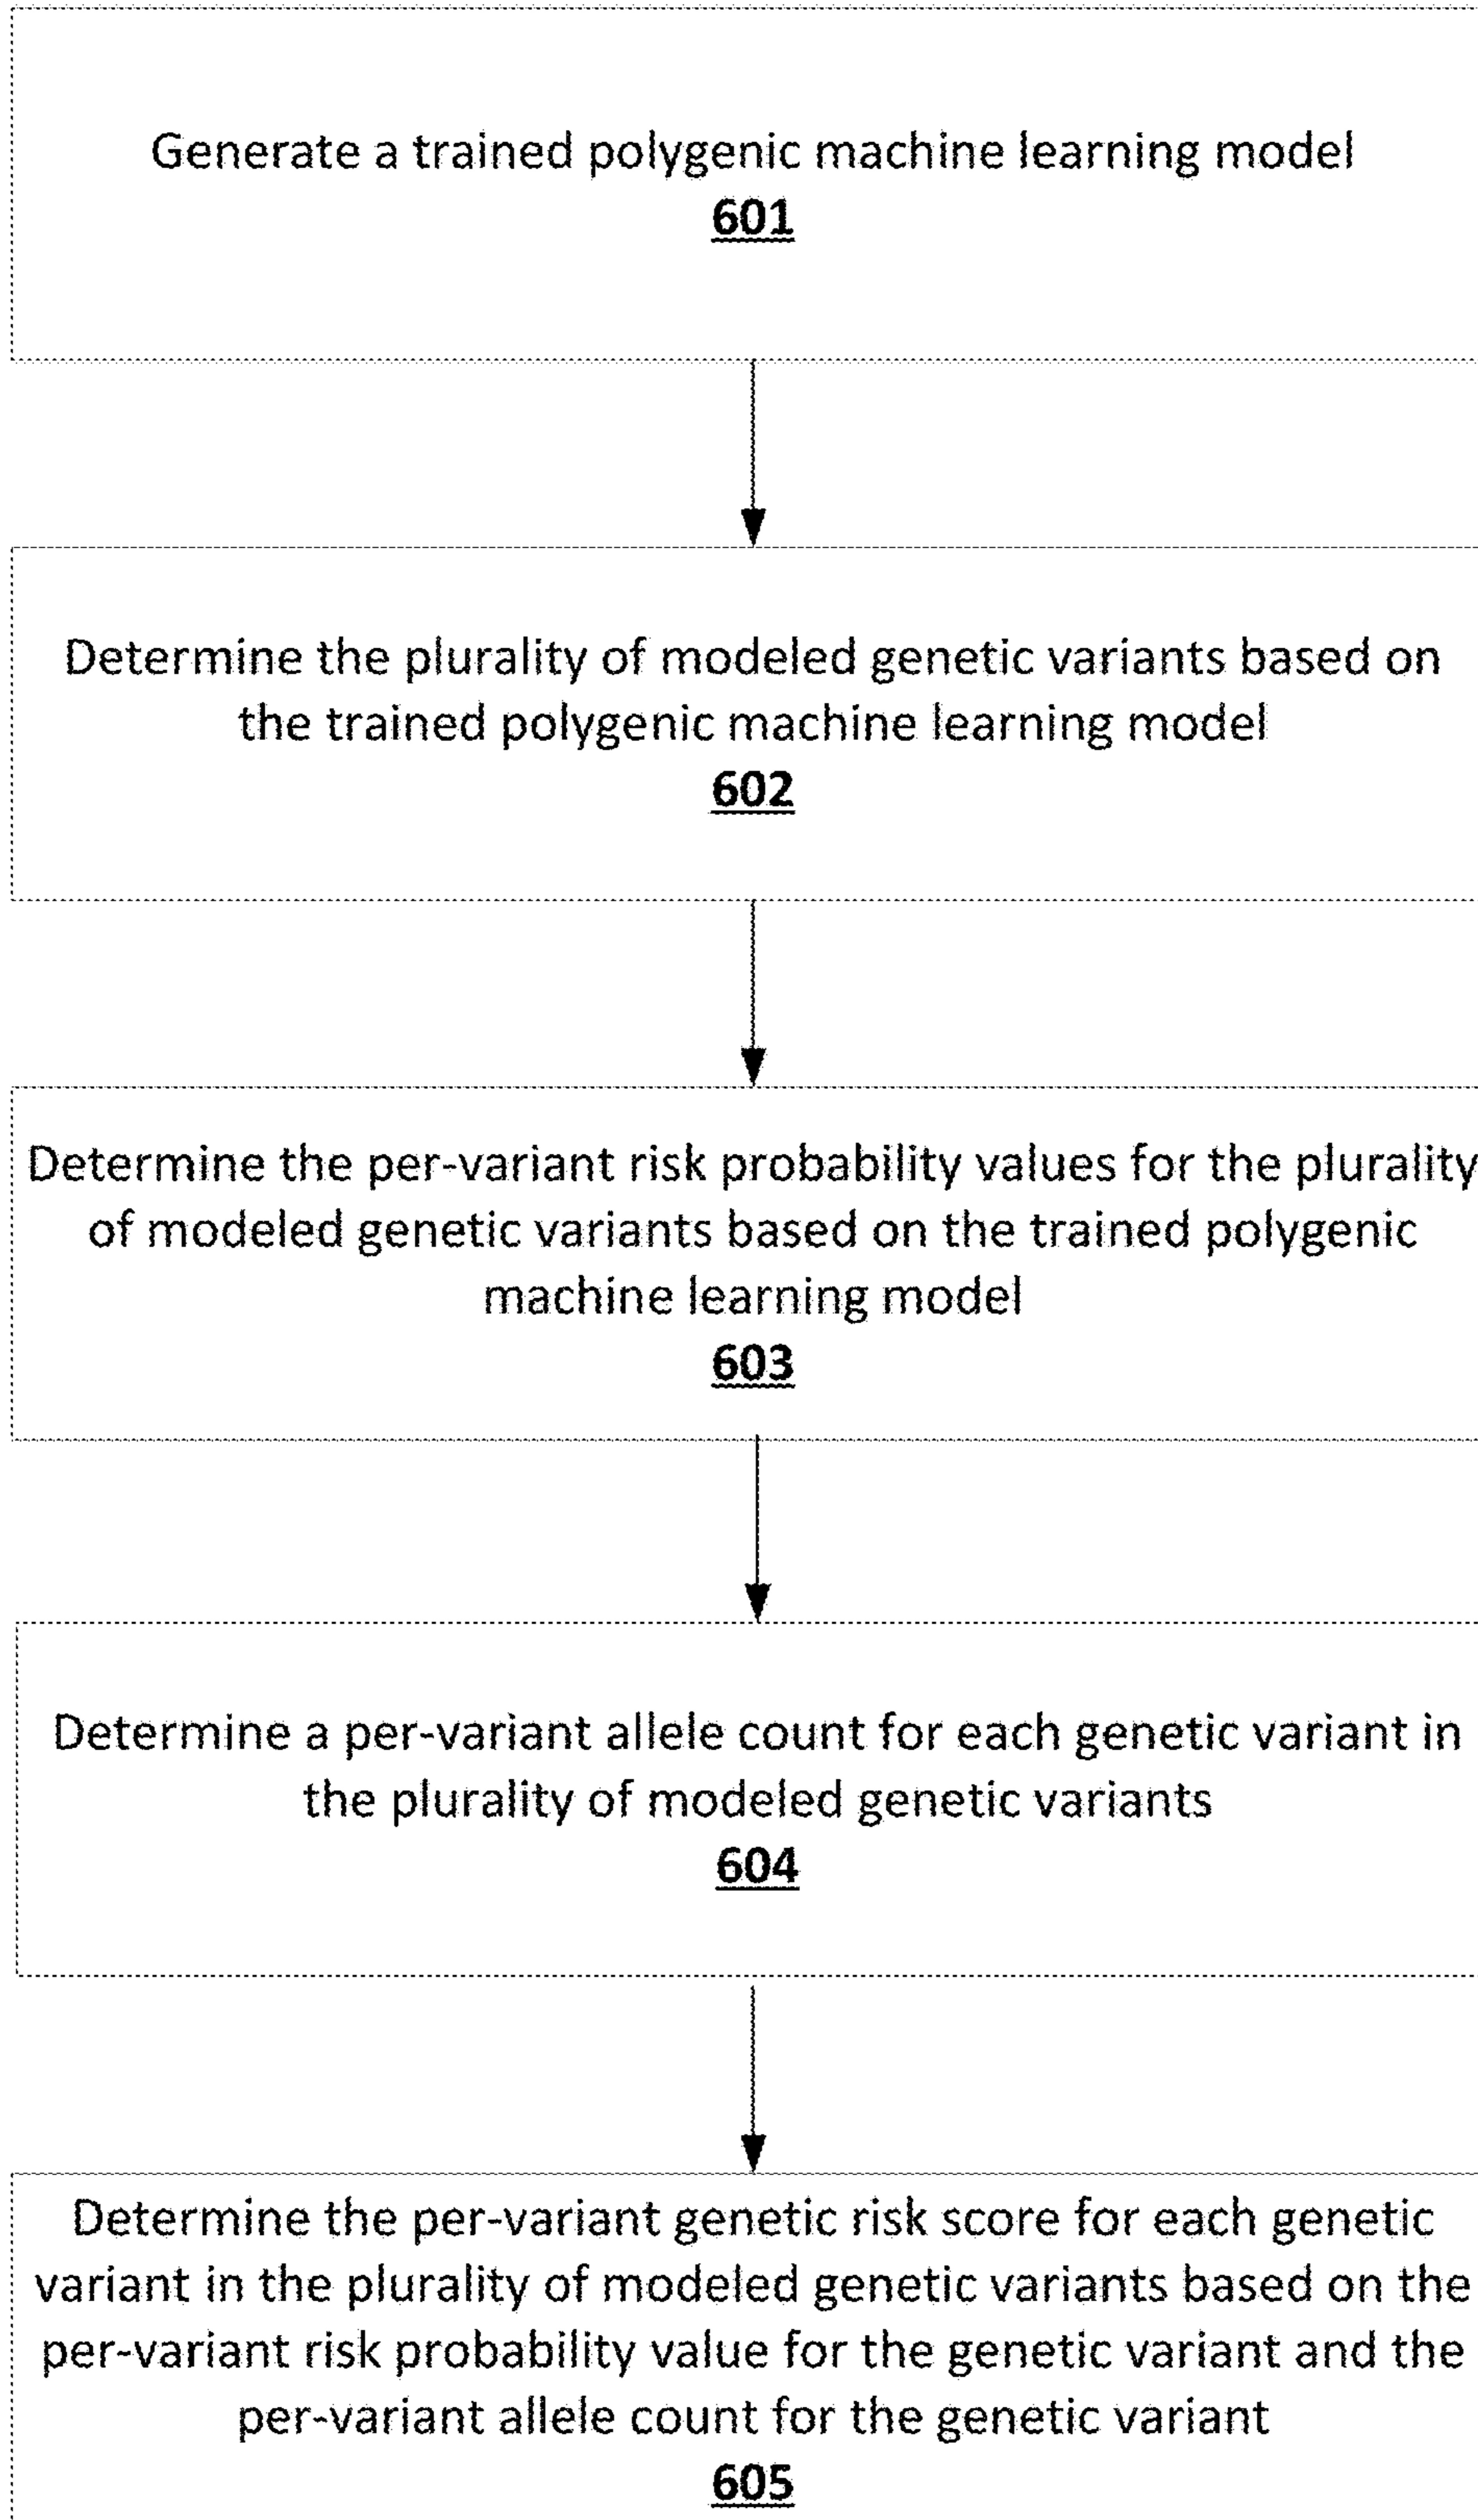 Generate a trained polygenic machine learning model
601
Determine the plurality of modeled genetic variants based on
the trained polygenic machine learning model
602
Determine the per-variant risk probability values for the plurality
of modeled genetic variants based on the trained polygenic
machine learning model
603
Determine a per-variant allele count for each genetic variant in
the plurality of modeled genetic variants
604
Determine the per-variant genetic risk score for each genetic
variant in the plurality of modeled genetic variants based on the
per-variant risk probability value for the genetic variant and the
per-variant allele count for the genetic variant
605